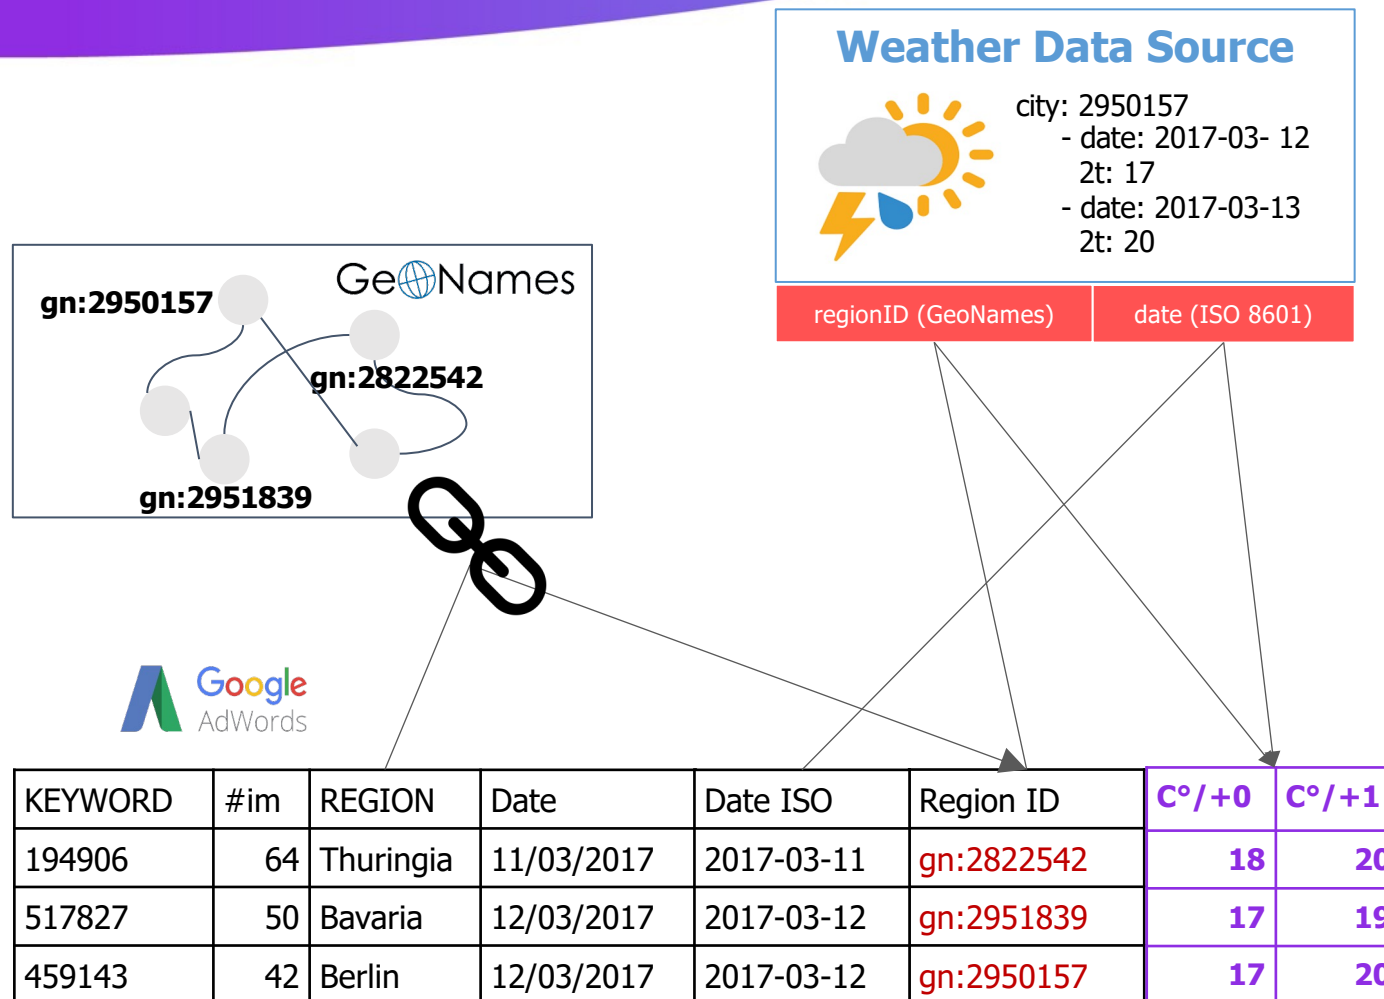 Weather Data Source
city: 2950157
- date: 2017-03- 12
2t: 17
- date: 2017-03-13
2t: 20
regionID (GeoNames) date (ISO 8601)
GeoNames
gn:2950157
gn:2822542
gn:2951839
Google
AdWords
KEYWORD #im REGION Date Date ISO Region ID C°/+0 C°/+1
194906 64 Thuringia 11/03/2017 2017-03-11 gn:2822542 18 20
517827 50 Bavaria 12/03/2017 2017-03-12 gn:2951839 17 19
459143 42 Berlin 12/03/2017 2017-03-12 gn:2950157 17 20